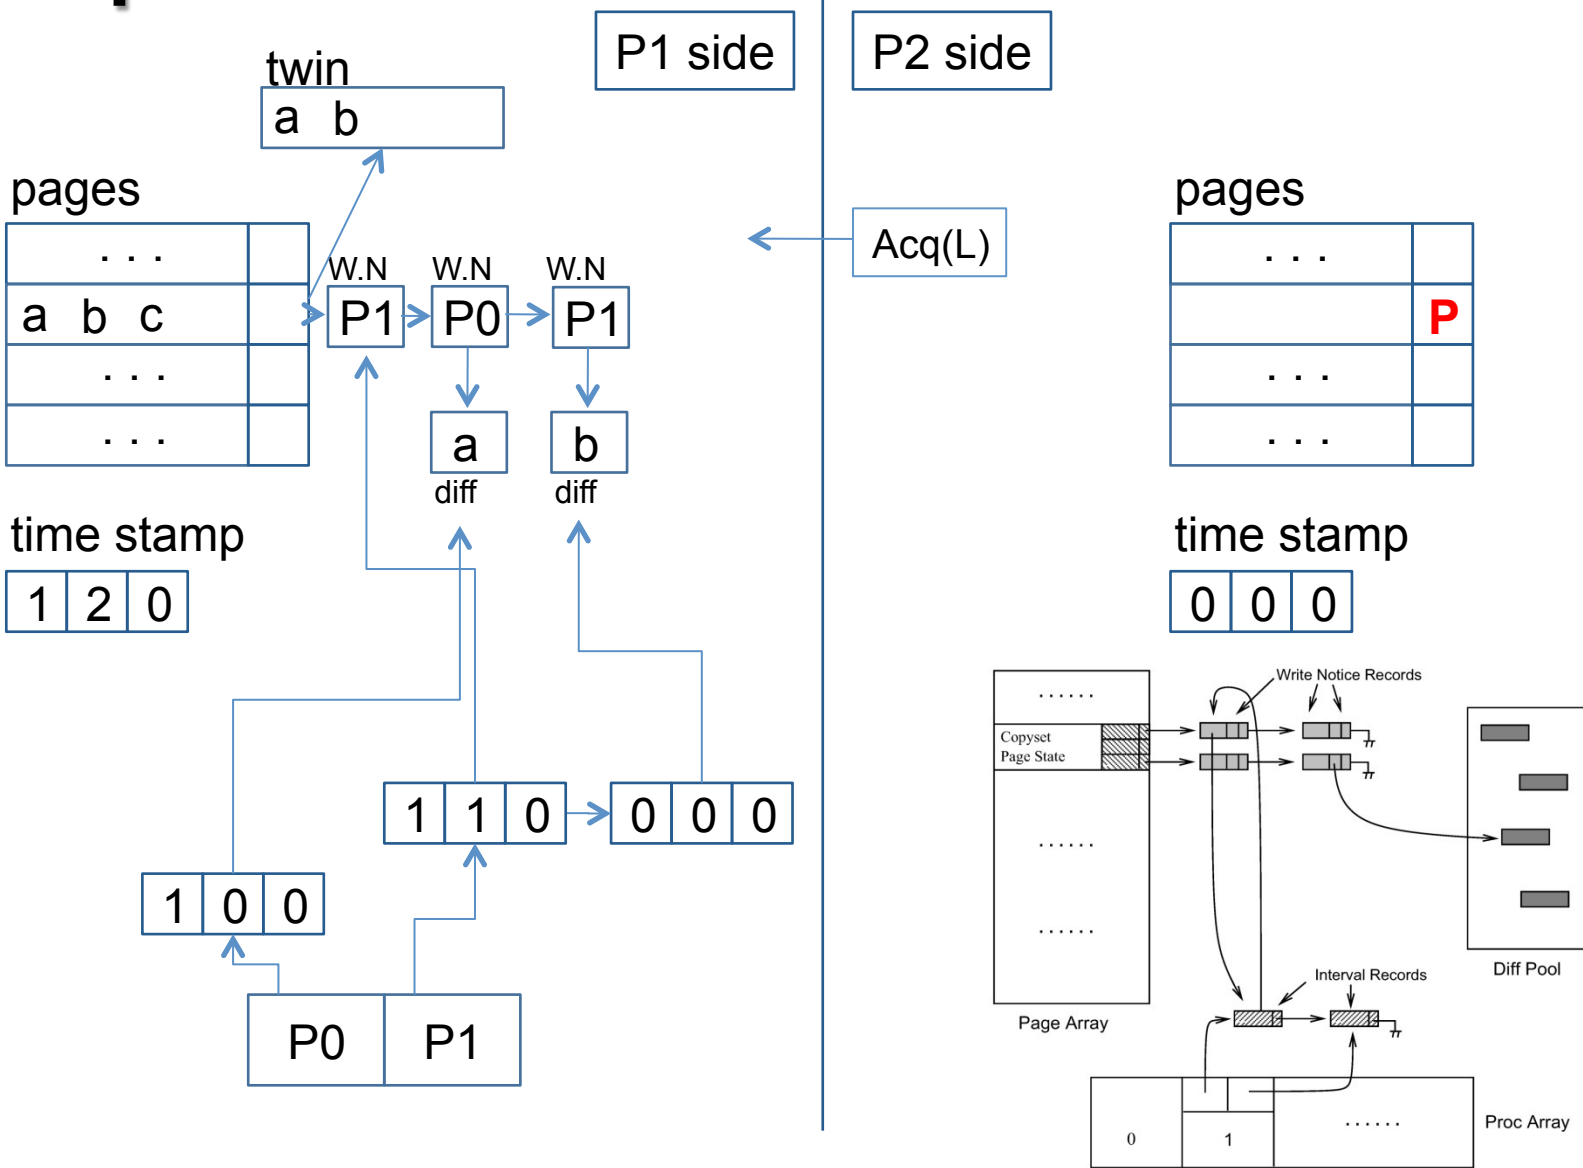 P1 side
P2 side
twin
a b
pages
. . .
a b c
. . .
. . .
W.N
W.N
W.N
P1
P0
P1
a
b
diff
diff
Acq(L)
pages
. . .
P
. . .
. . .
time stamp
1 2 0
time stamp
0 0 0
1 1 0
0 0 0
1 0 0
P0
P1
Write Notice Records
. . . . . .
Copyset
Page State
. . . . . .
. . . . . .
Page Array
Diff Pool
Interval Records
0
1
. . . . . .
Proc Array